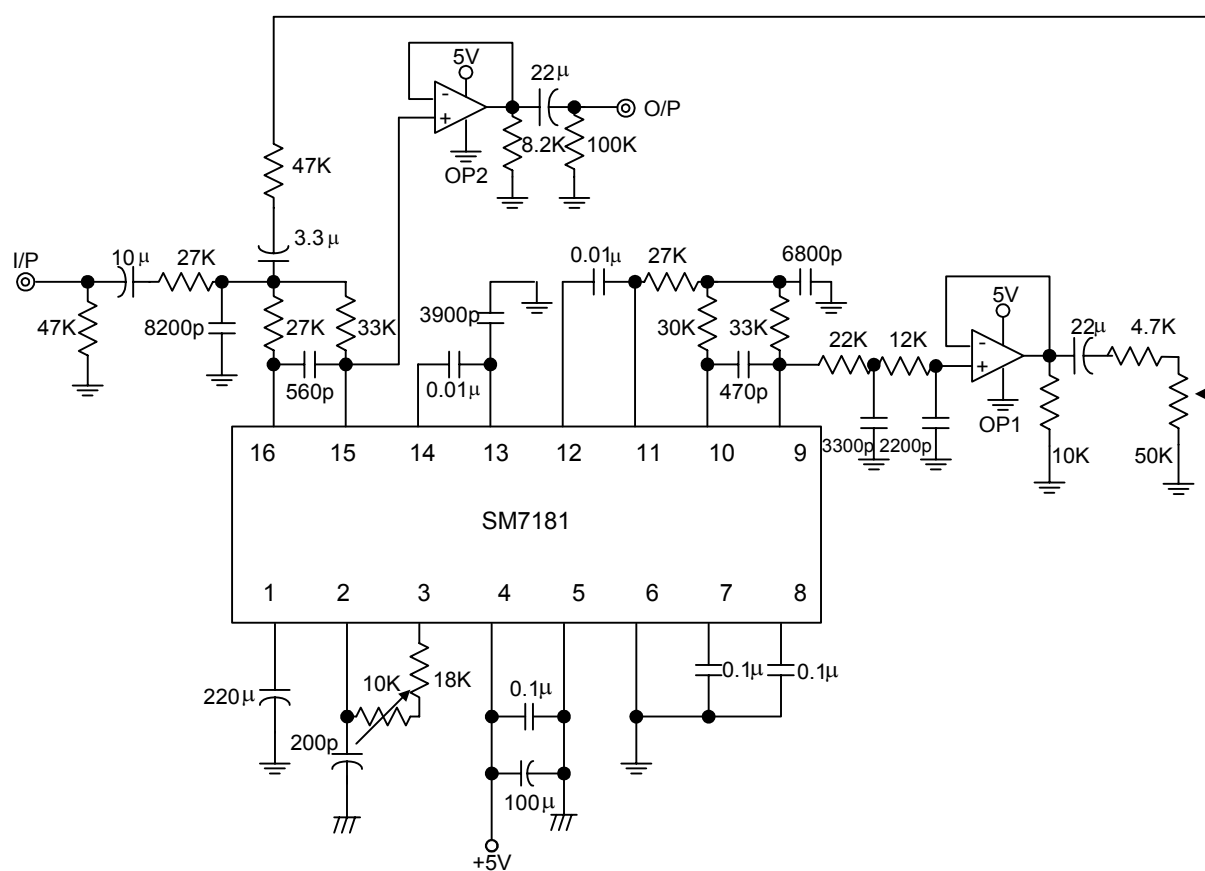 5V
22μ
O/P
8.2K
100K
OP2
47K
3.3μ
I/P
10μ
27K
47K
8200p
27K
33K
560p
3900p
0.01μ
0.01μ
27K
6800p
30K
33K
470p
22K
12K
3300p
2200p
5V
OP1
22μ
4.7K
10K
50K
16 15 14 13 12 11 10 9
SM7181
1 2 3 4 5 6 7 8
220μ
10K
18K
200p
0.1μ
100μ
+5V
0.1μ
0.1μ
- +
- +